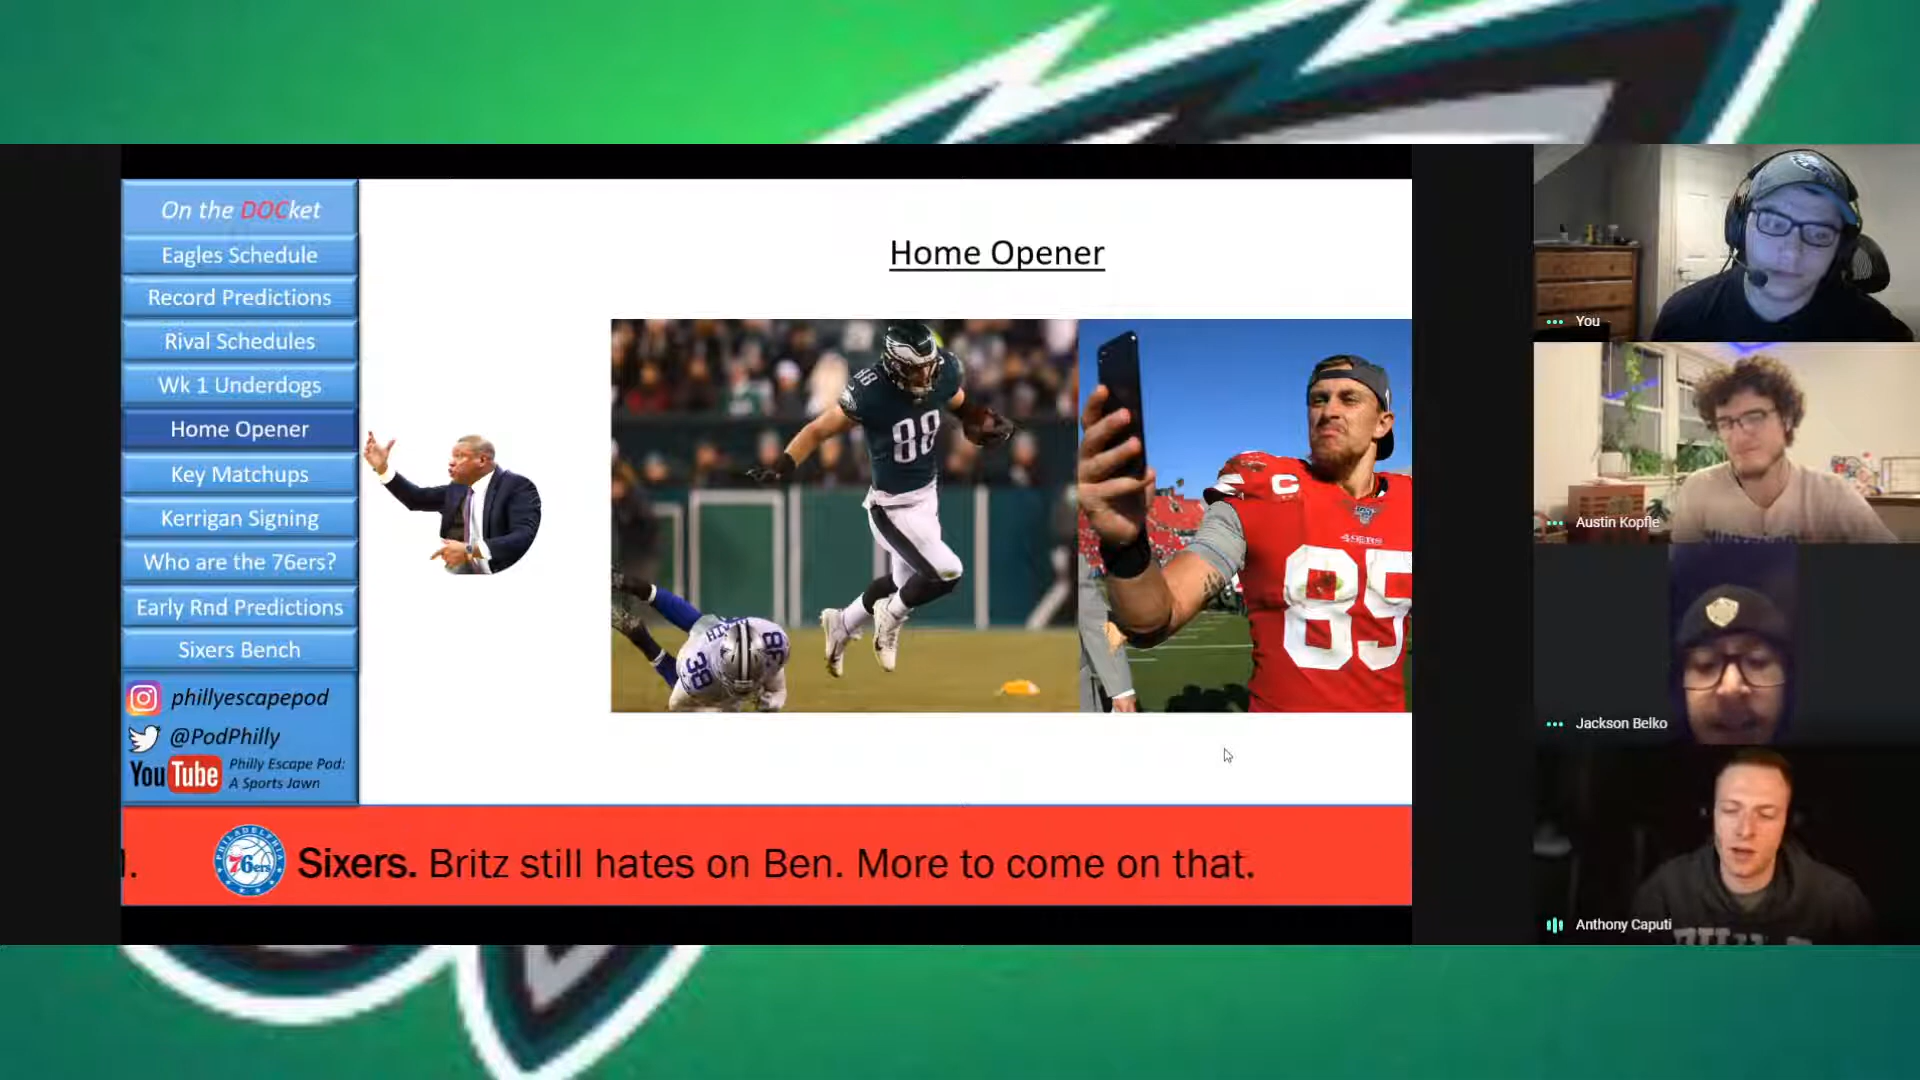 On the DOCket
Eagles Schedule
Record Predictions
Rival Schedules
Wk 1 Underdogs
Home Opener
Key Matchups
Kerrigan Signing
Who are the 76ers?
Early Rnd Predictions
Sixers Bench
phillyescapepod
@PodPhilly
YouTube
Philly Escape Pod:
A Sports Jawn
Home Opener
88
88
38
38
C
49ERS
85
PHILADELPHIA
76ers
Sixers. Britz still hates on Ben. More to come on that.
You
Austin Kopfle
Jackson Belko
Anthony Caputi